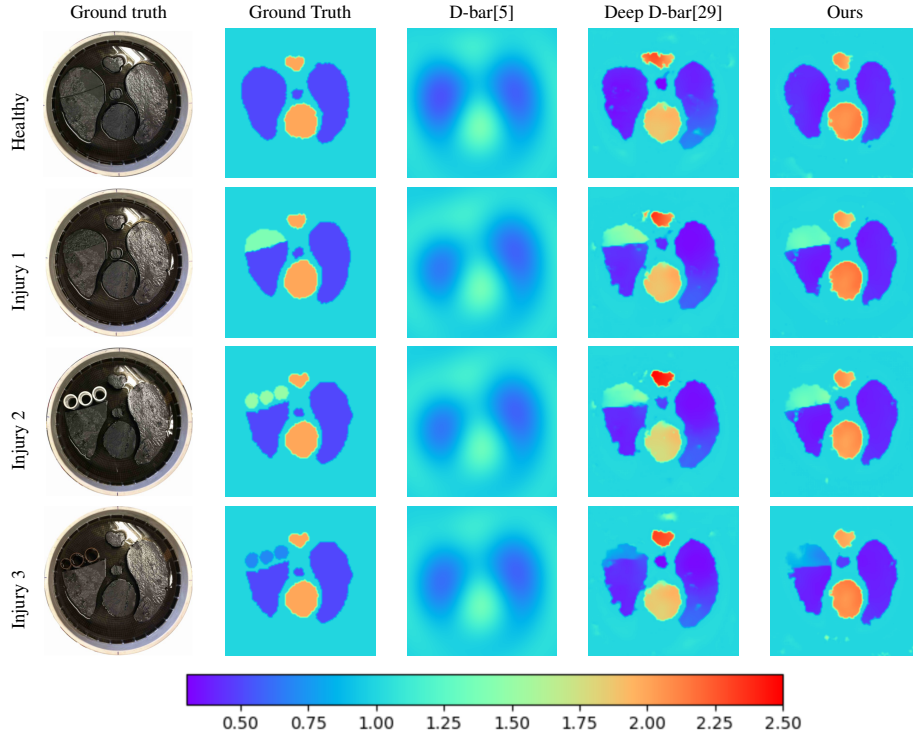 Ground truth
Ground Truth
D-bar[5]
Deep D-bar[29]
Ours
Healthy
Injury 1
Injury 2
Injury 3
0.50 0.75 1.00 1.25 1.50 1.75 2.00 2.25 2.50